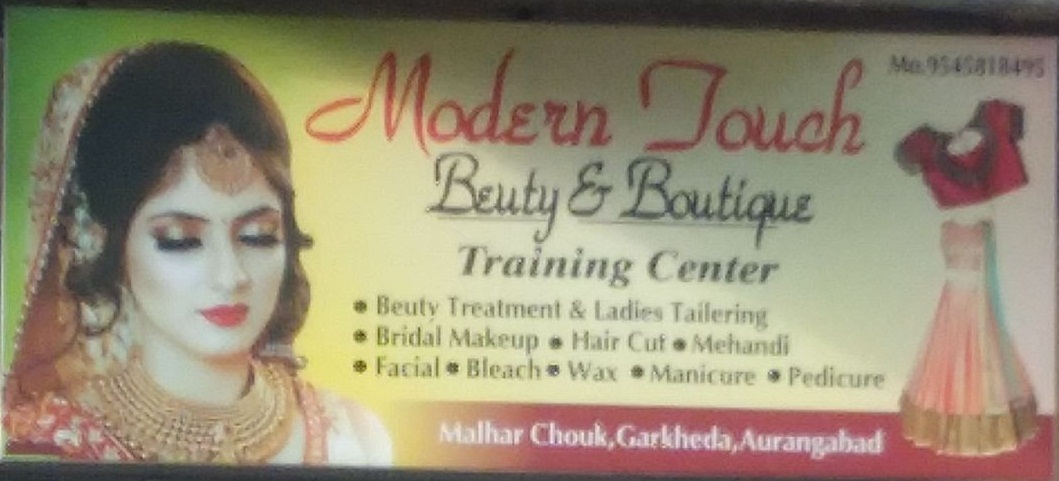 Mo.9545818495
Modern Touch
Beuty & Boutique
Training Center
• Beuty Treatment & Ladies Tailering
• Bridal Makeup • Hair Cut • Mehandi
• Facial • Bleach • Wax • Manicure • Pedicure
Malhar Chouk,Garkheda,Aurangabad